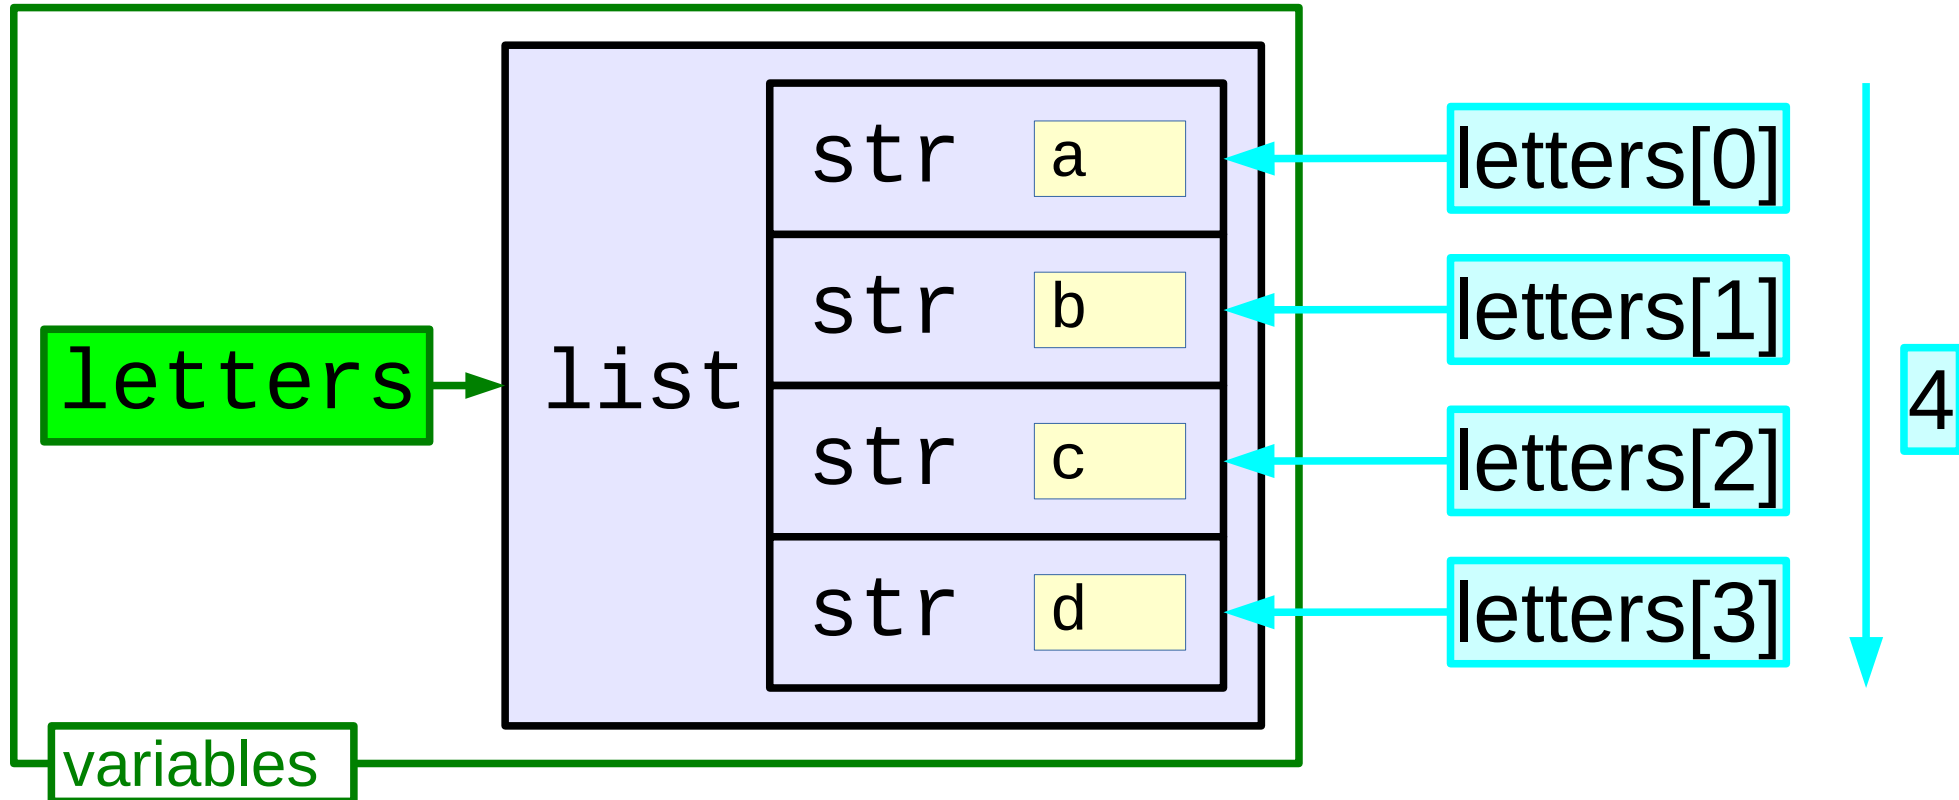 str a letters[0]
str b letters[1]
letters list 4
str c letters[2]
str d letters[3]
variables